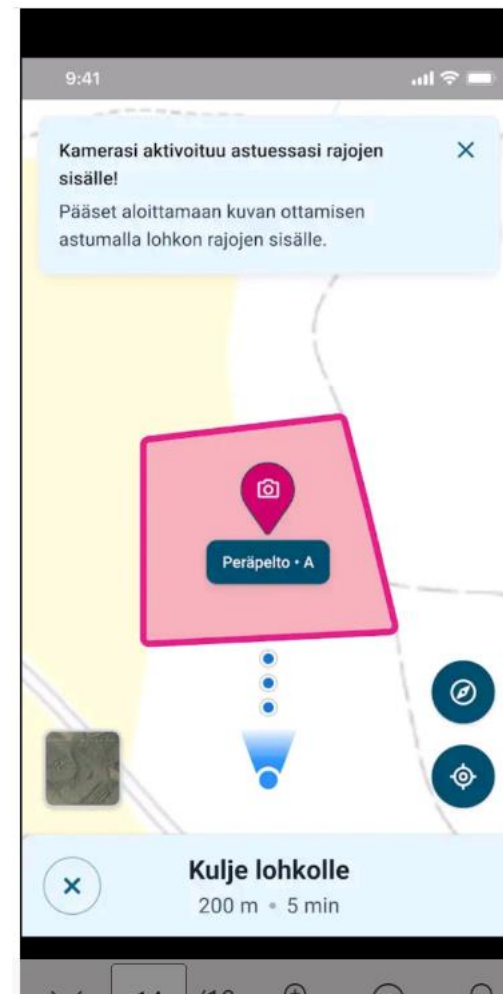 9:41
Kamerasi aktivoituu astuessasi rajojen
sisälle!
Pääset aloittamaan kuvan ottamisen
astumalla lohkon rajojen sisälle.
Peräpelto • A
Kulje lohkolle
200 m • 5 min